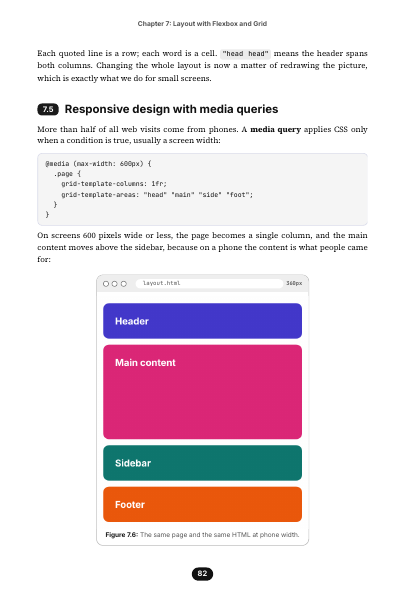 Chapter 7: Layout with Flexbox and Grid
Each quoted line is a row; each word is a cell. "head head" means the header spans
both columns. Changing the whole layout is now a matter of redrawing the picture,
which is exactly what we do for small screens.
7.5 Responsive design with media queries
More than half of all web visits come from phones. A media query applies CSS only
when a condition is true, usually a screen width:
@media (max-width: 600px) {
  .page {
    grid-template-columns: 1fr;
    grid-template-areas: "head" "main" "side" "foot";
  }
}
On screens 600 pixels wide or less, the page becomes a single column, and the main
content moves above the sidebar, because on a phone the content is what people came
for:
layout.html 360px
Header
Main content
Sidebar
Footer
Figure 7.6: The same page and the same HTML at phone width.
82